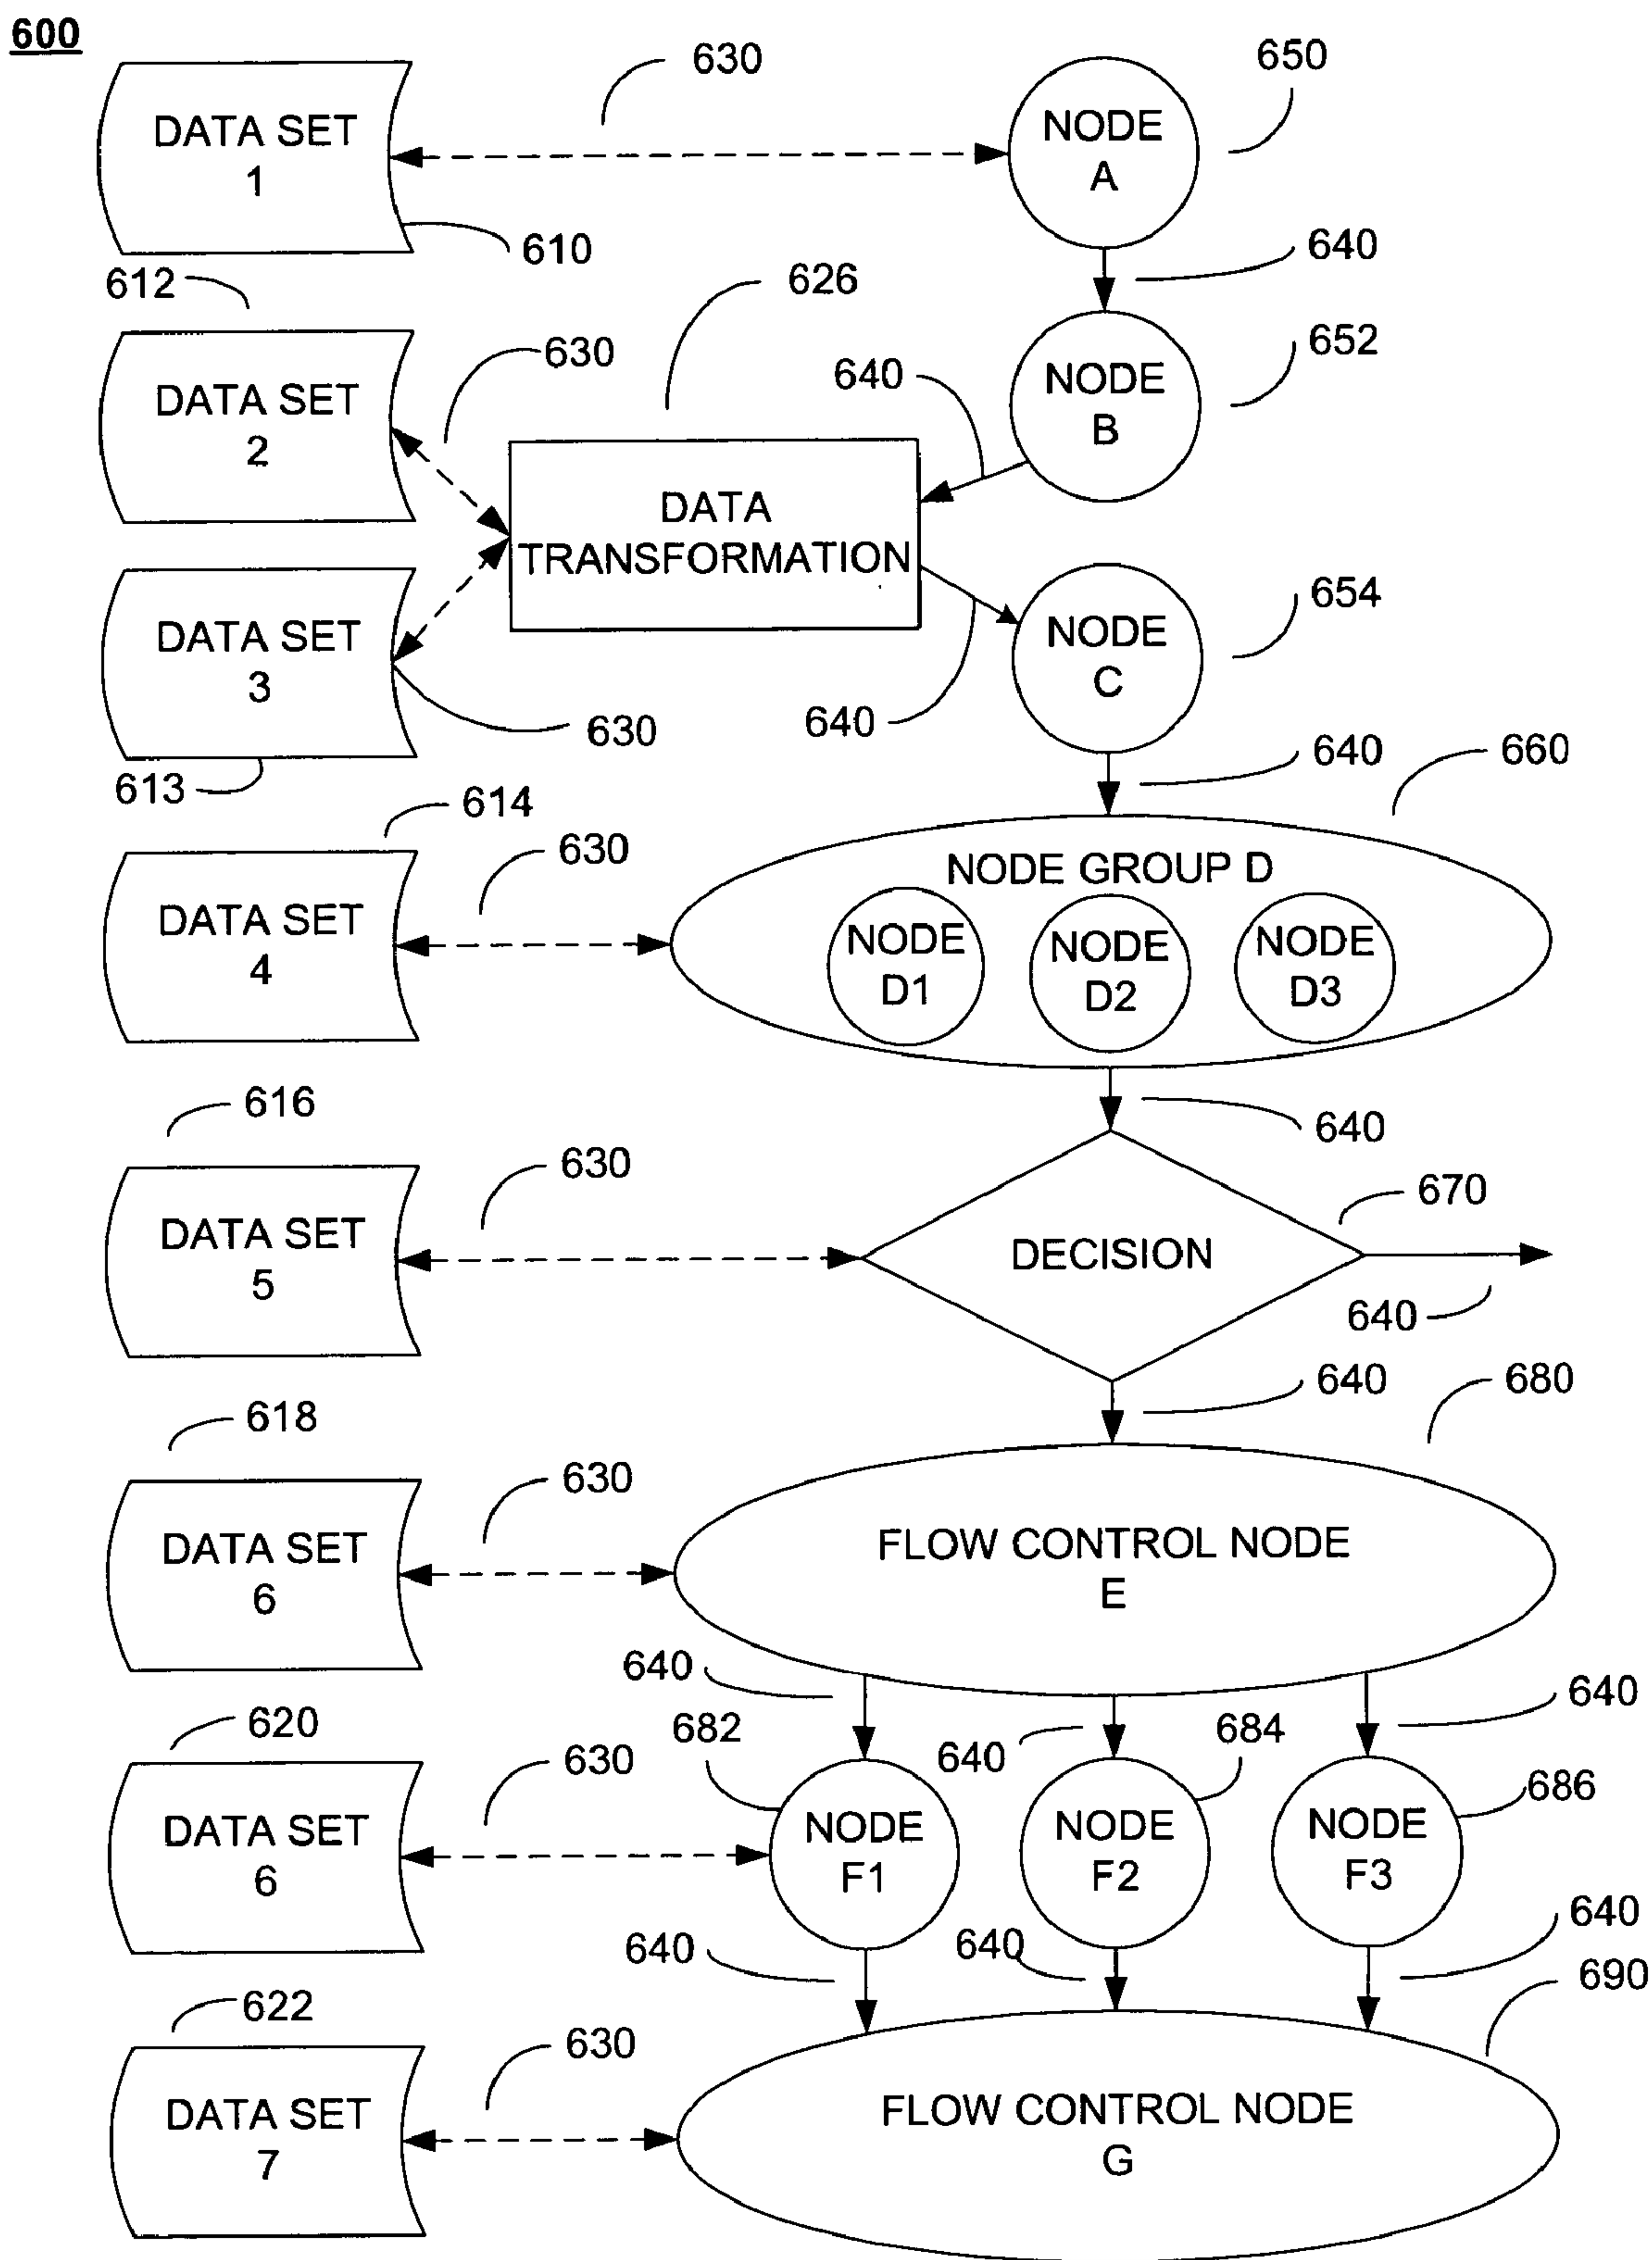 600
630
650
DATA SET
1
NODE
A
610
640
612
626
630
652
DATA SET
2
640
NODE
B
DATA
TRANSFORMATION
654
DATA SET
3
NODE
C
640
630
613
640
660
614
630
NODE GROUP D
DATA SET
4
NODE
D1
NODE
D2
NODE
D3
616
640
630
670
DATA SET
5
DECISION
640
640
680
618
630
DATA SET
6
FLOW CONTROL NODE
E
640
640
620
682
640
684
630
686
DATA SET
6
NODE
F1
NODE
F2
NODE
F3
640
640
640
690
622
630
DATA SET
7
FLOW CONTROL NODE
G